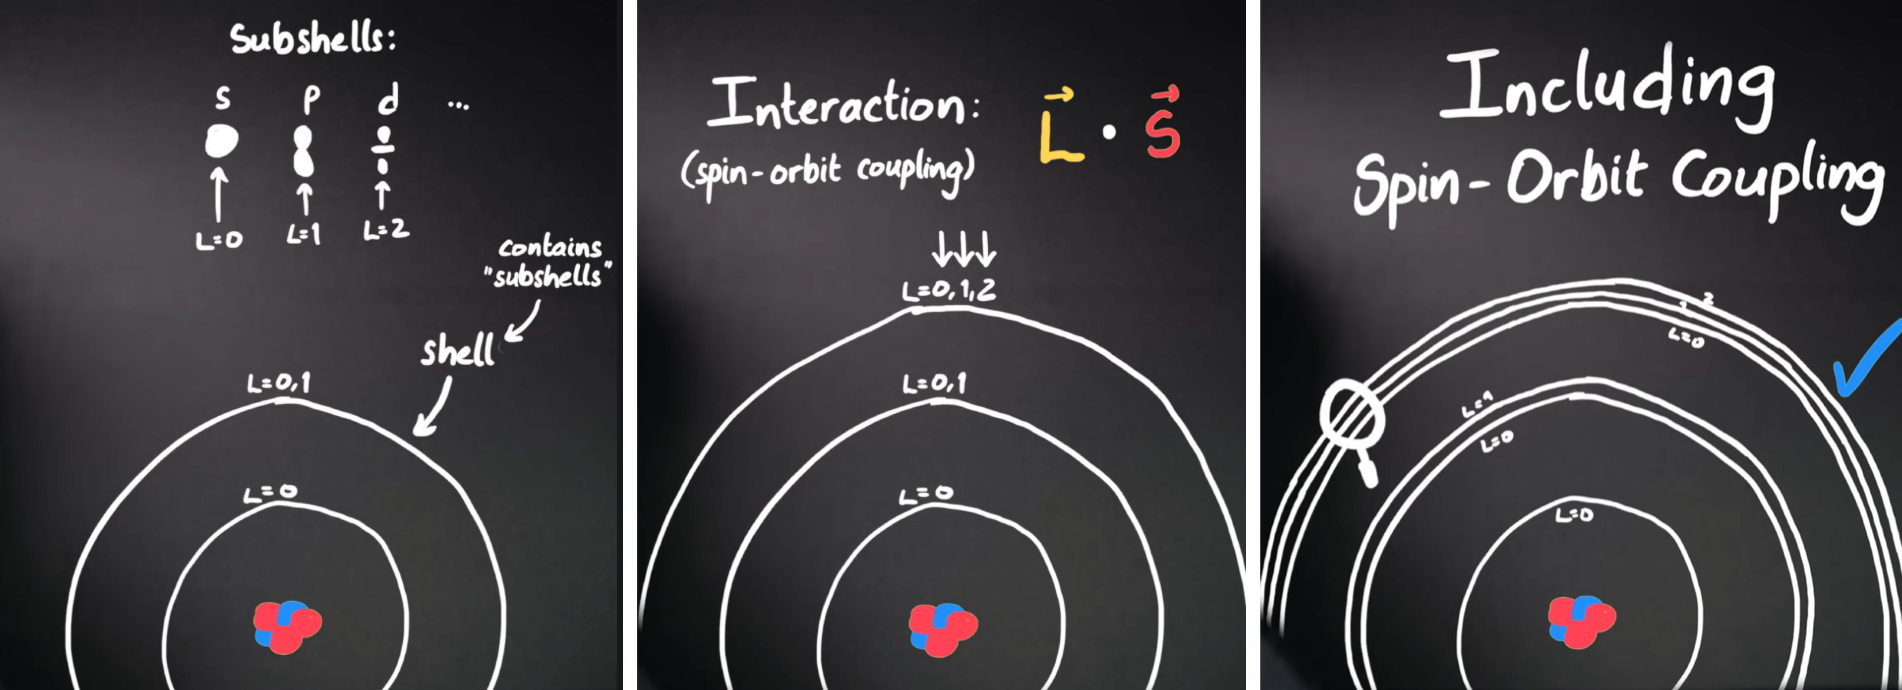 Subshells:
s p d ...
L=0 L=1 L=2
contains
"subshells"
shell
L=0,1
L=0
Interaction: L · S
(spin-orbit coupling)
L=0,1,2
L=0,1
L=0
Including
Spin-Orbit Coupling
2
1
L=0
L=1
L=0
L=0